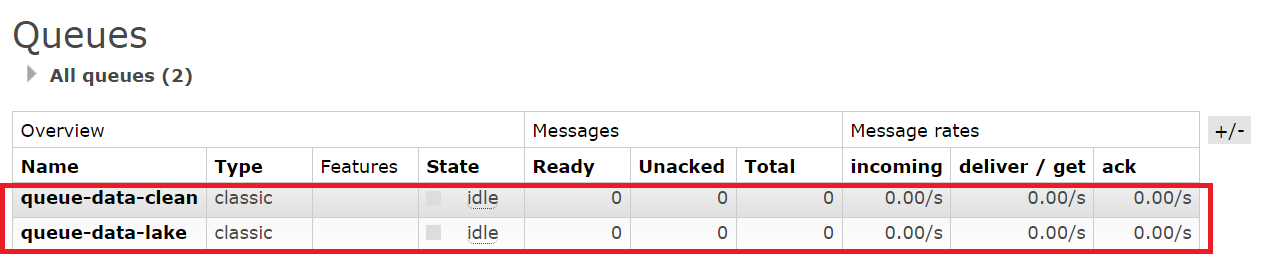 Queues
All queues (2)
Overview Messages Message rates +/-
Name Type Features State Ready Unacked Total incoming deliver / get ack
queue-data-clean classic idle 0 0 0 0.00/s 0.00/s 0.00/s
queue-data-lake classic idle 0 0 0 0.00/s 0.00/s 0.00/s